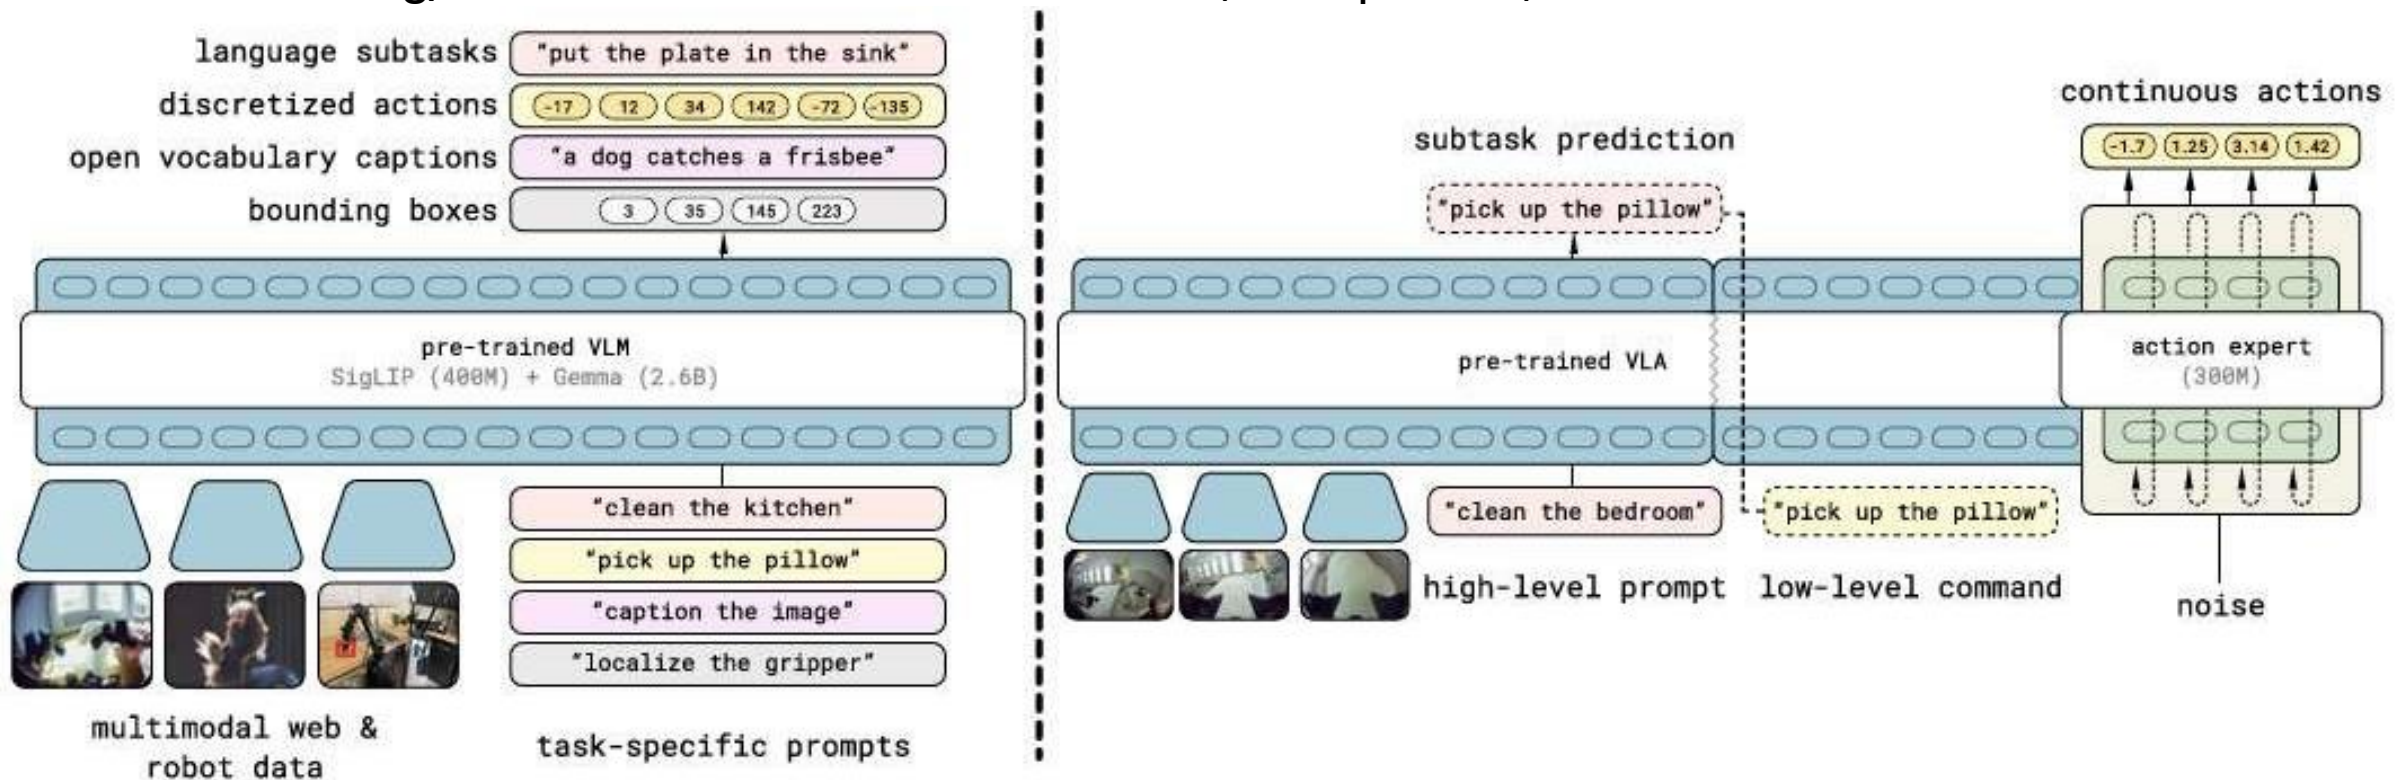 language subtasks
"put the plate in the sink"
discretized actions
-17 12 34 142 -72 -135
open vocabulary captions
"a dog catches a frisbee"
bounding boxes
3 35 145 223
pre-trained VLM
SigLIP (400M) + Gemma (2.6B)
"clean the kitchen"
"pick up the pillow"
"caption the image"
"localize the gripper"
multimodal web &
robot data
task-specific prompts
subtask prediction
"pick up the pillow"
continuous actions
-1.7 1.25 3.14 1.42
pre-trained VLA
action expert
(300M)
"clean the bedroom"
"pick up the pillow"
high-level prompt
low-level command
noise